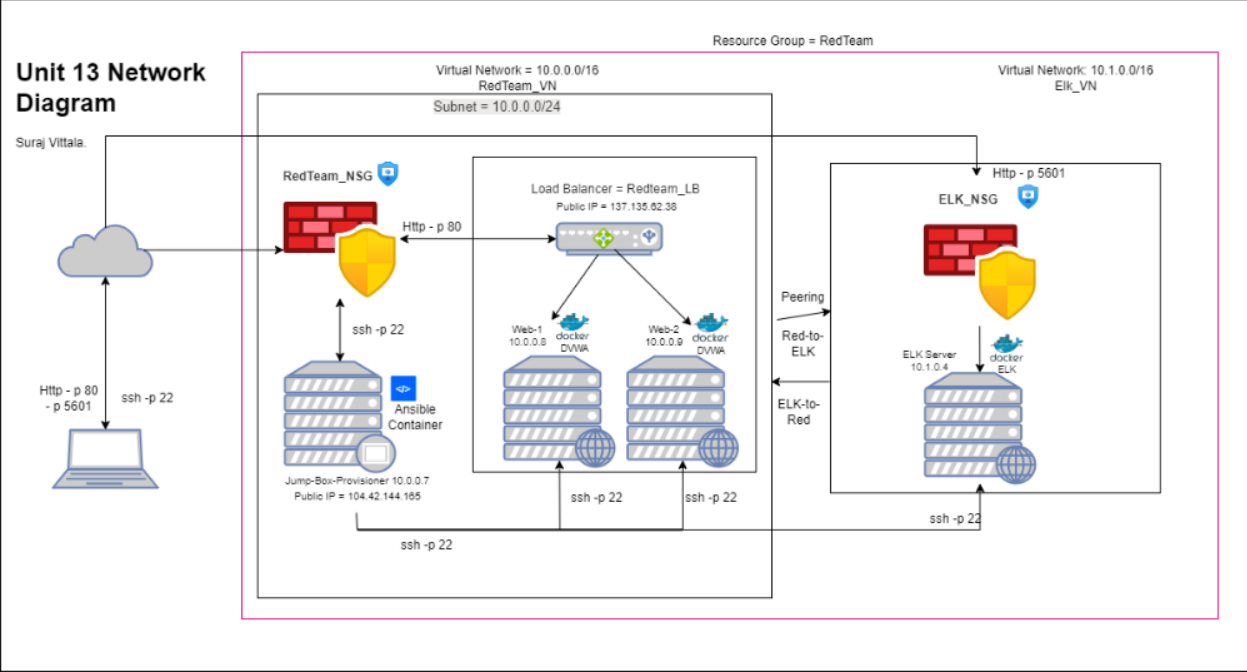 Resource Group = RedTeam
Unit 13 Network
Diagram
Suraj Vittala.
Virtual Network = 10.0.0.0/16
RedTeam_VN
Subnet = 10.0.0.0/24
Virtual Network: 10.1.0.0/16
Elk_VN
RedTeam_NSG
Load Balancer = Redteam_LB
Public IP = 137.135.62.38
Http - p 80
Http - p 5601
ELK_NSG
ssh -p 22
Web-1
10.0.0.8
docker
DVWA
Web-2
10.0.0.9
docker
DVWA
Peering
Red-to-
ELK
ELK-to-
Red
ELK Server
10.1.0.4
docker
ELK
Http - p 80
- p 5601
ssh -p 22
</>
Ansible
Container
Jump-Box-Provisioner 10.0.0.7
Public IP = 104.42.144.165
ssh -p 22
ssh -p 22
ssh -p 22
ssh -p 22